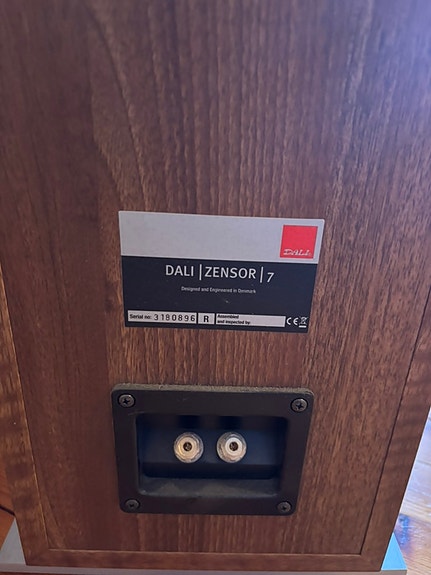 DALI
DALI | ZENSOR | 7
Designed and Engineered in Denmark
Serial no: 3180896 R Assembled and inspected by: CE